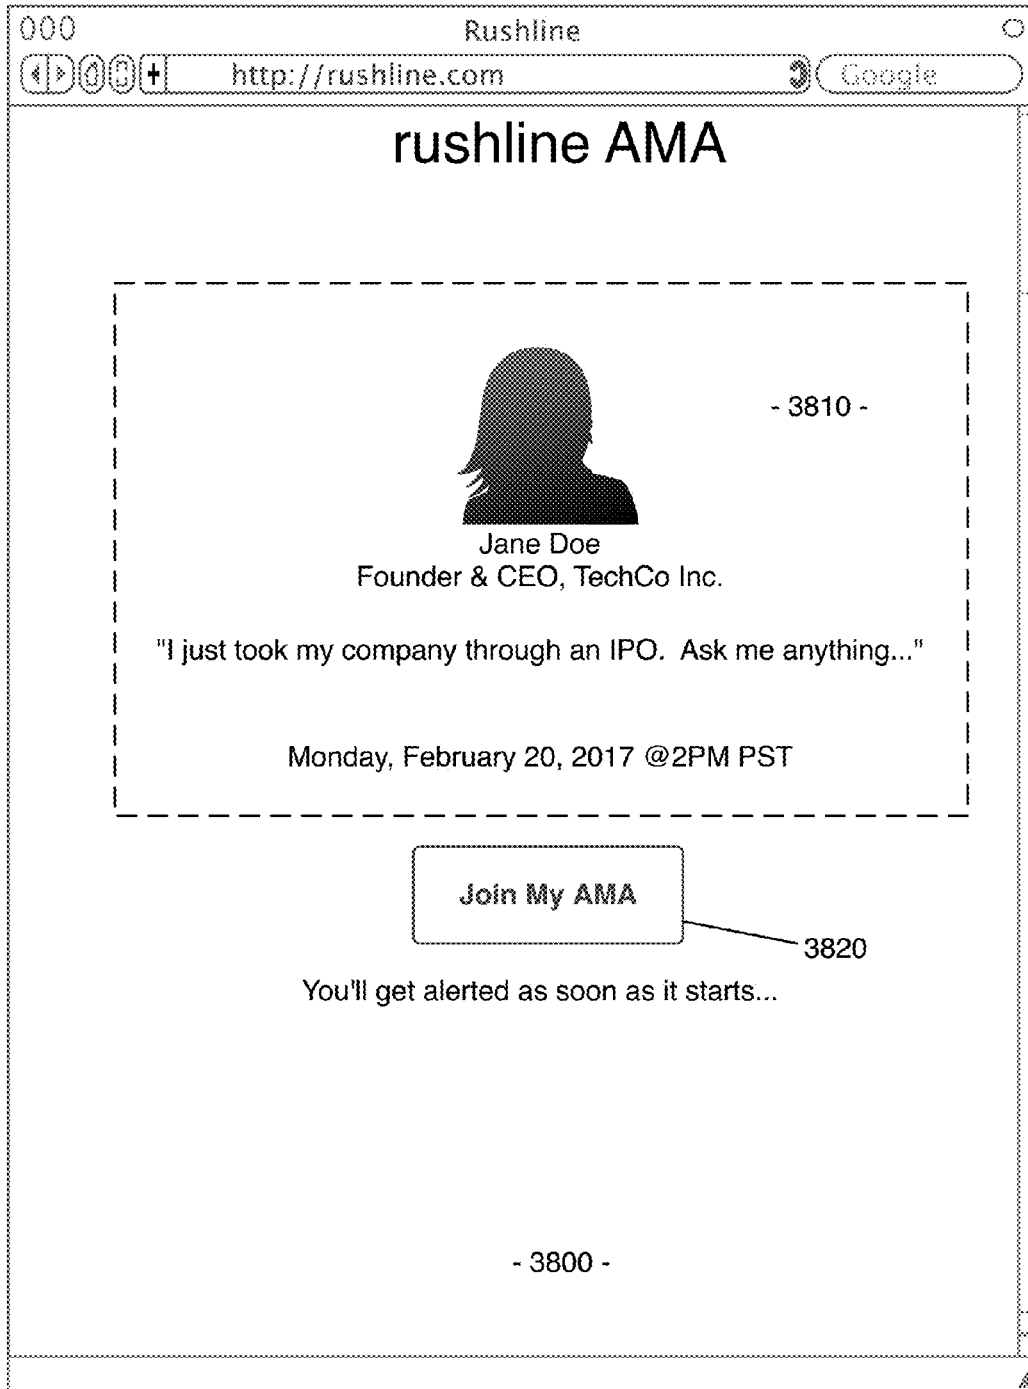 Rushline
http://rushline.com
Google
rushline AMA
- 3810 -
Jane Doe
Founder & CEO, TechCo Inc.
"I just took my company through an IPO.  Ask me anything..."
Monday, February 20, 2017 @2PM PST
Join My AMA
3820
You'll get alerted as soon as it starts...
- 3800 -